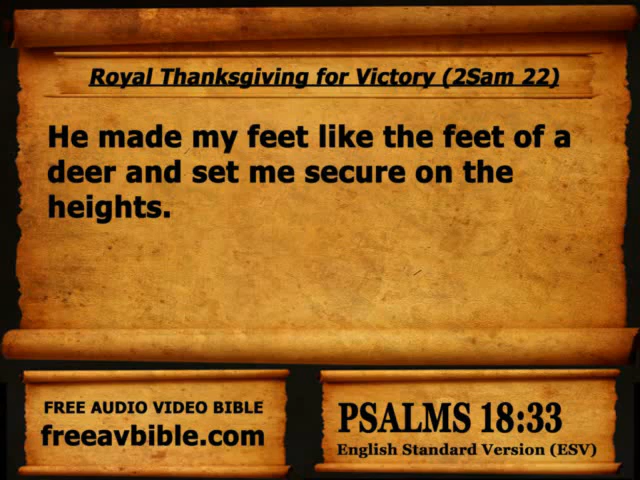 Royal Thanksgiving for Victory (2Sam 22)
He made my feet like the feet of a
deer and set me secure on the
heights.
FREE AUDIO VIDEO BIBLE
freeavbible.com
PSALMS 18:33
English Standard Version (ESV)